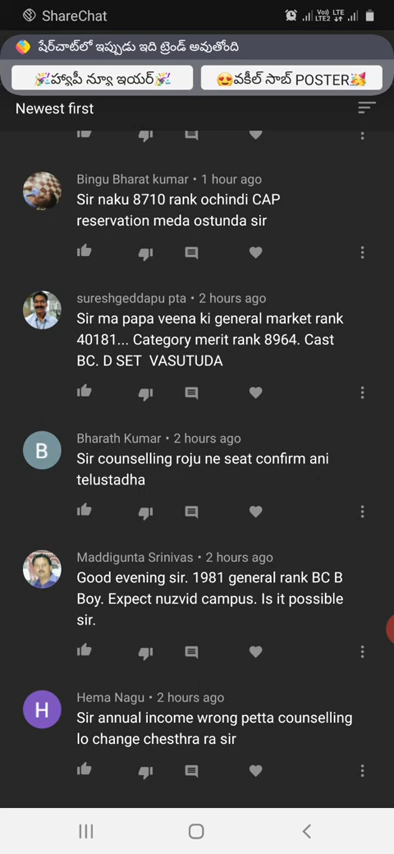 ShareChat
Vo)) LTE
LTE2
షేర్‌చాట్‌లో ఇప్పుడు ఇది ట్రెండ్ అవుతోంది
🎉హ్యాపీ న్యూ ఇయర్🎉 😍వకీల్ సాబ్ POSTER🥰
Newest first
Bingu Bharat kumar • 1 hour ago
Sir naku 8710 rank ochindi CAP
reservation meda ostunda sir
sureshgeddapu pta • 2 hours ago
Sir ma papa veena ki general market rank
40181... Category merit rank 8964. Cast
BC. D SET VASUTUDA
B
Bharath Kumar • 2 hours ago
Sir counselling roju ne seat confirm ani
telustadha
Maddigunta Srinivas • 2 hours ago
Good evening sir. 1981 general rank BC B
Boy. Expect nuzvid campus. Is it possible
sir.
H
Hema Nagu • 2 hours ago
Sir annual income wrong petta counselling
lo change chesthra ra sir